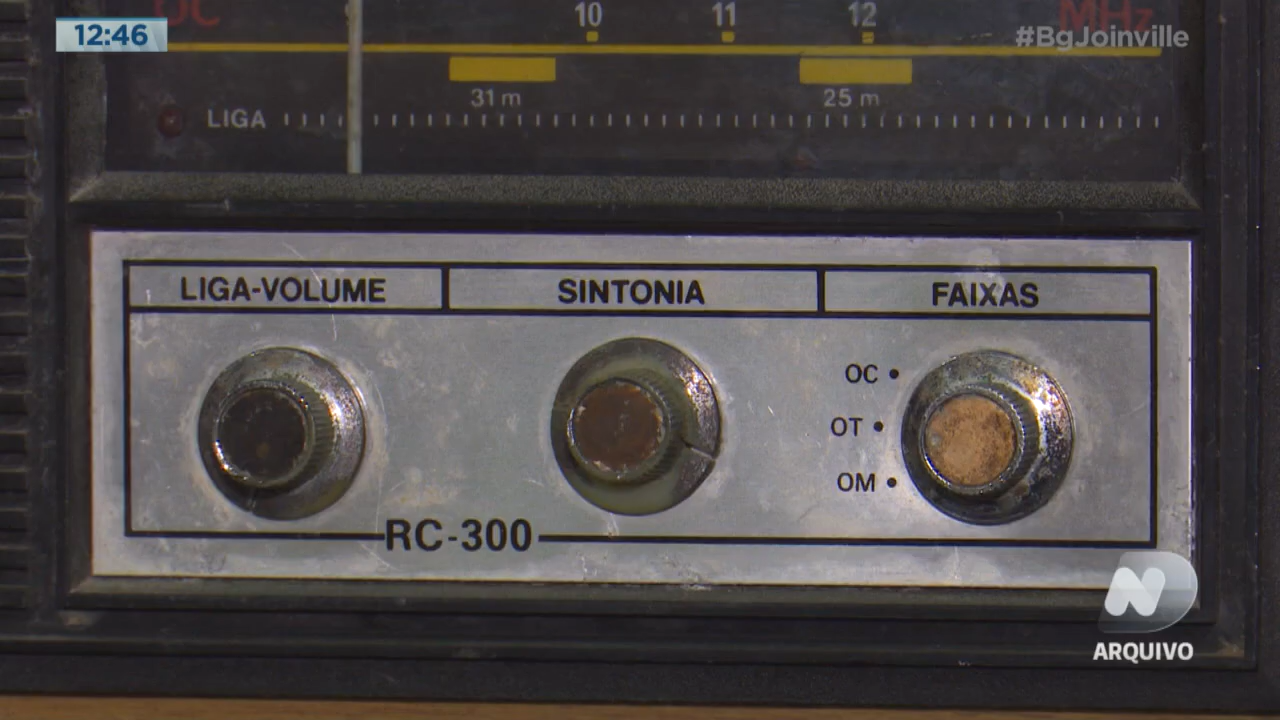 OC
10 11 12
MHz
12:46
#BgJoinville
31 m 25 m
LIGA
LIGA-VOLUME SINTONIA FAIXAS
OC •
OT •
OM •
RC-300
N
ARQUIVO